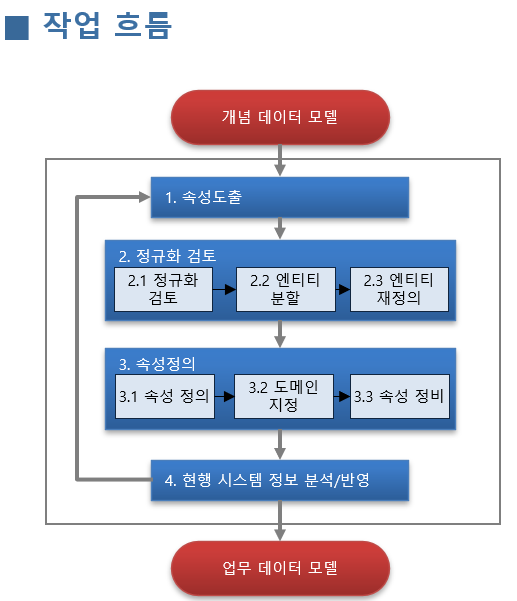 작업 흐름
개념 데이터 모델
1. 속성도출
2. 정규화 검토
2.1 정규화
검토
2.2 엔티티
분할
2.3 엔티티
재정의
3. 속성정의
3.1 속성 정의
3.2 도메인
지정
3.3 속성 정비
4. 현행 시스템 정보 분석/반영
업무 데이터 모델